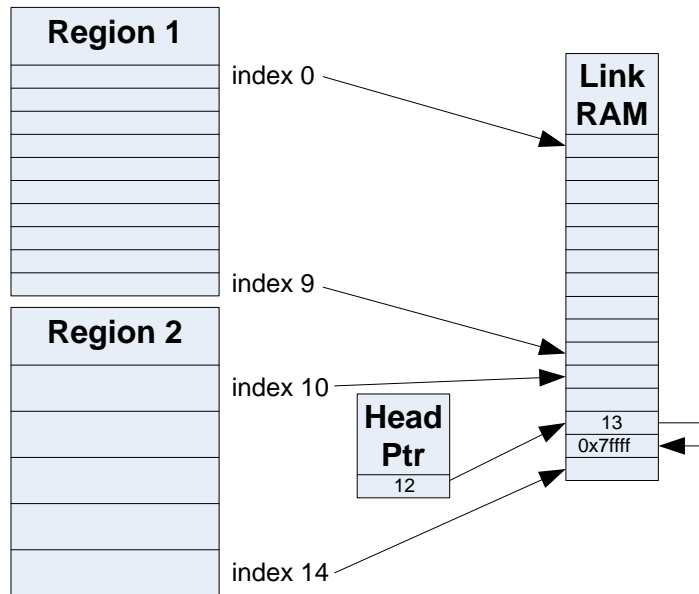 Region 1
index 0
index 9
Region 2
index 10
index 14
Head
Ptr
12
Link
RAM
13
0x7ffff